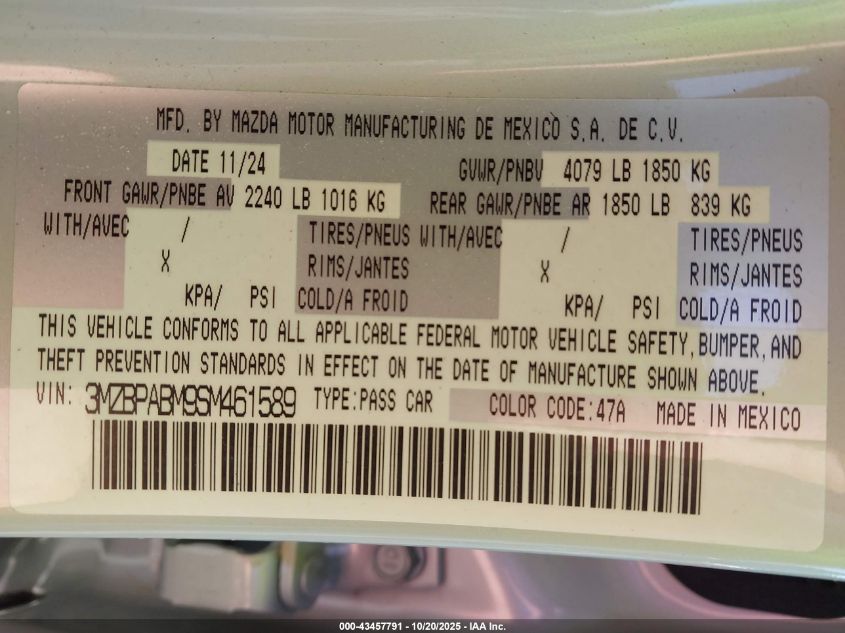 MFD. BY MAZDA MOTOR MANUFACTURING DE MEXICO S.A. DE C.V.
DATE 11/24 GVWR/PNBV 4079 LB 1850 KG
FRONT GAWR/PNBE AV 2240 LB 1016 KG REAR GAWR/PNBE AR 1850 LB 839 KG
WITH/AVEC / TIRES/PNEUS WITH/AVEC / TIRES/PNEUS
X RIMS/JANTES X RIMS/JANTES
KPA/ PSI COLD/A FROID KPA/ PSI COLD/A FROID
THIS VEHICLE CONFORMS TO ALL APPLICABLE FEDERAL MOTOR VEHICLE SAFETY, BUMPER, AND
THEFT PREVENTION STANDARDS IN EFFECT ON THE DATE OF MANUFACTURE SHOWN ABOVE.
VIN: 3MZBPABM9SM461589 TYPE:PASS CAR COLOR CODE:47A MADE IN MEXICO
000-43457791 - 10/20/2025 - IAA Inc.